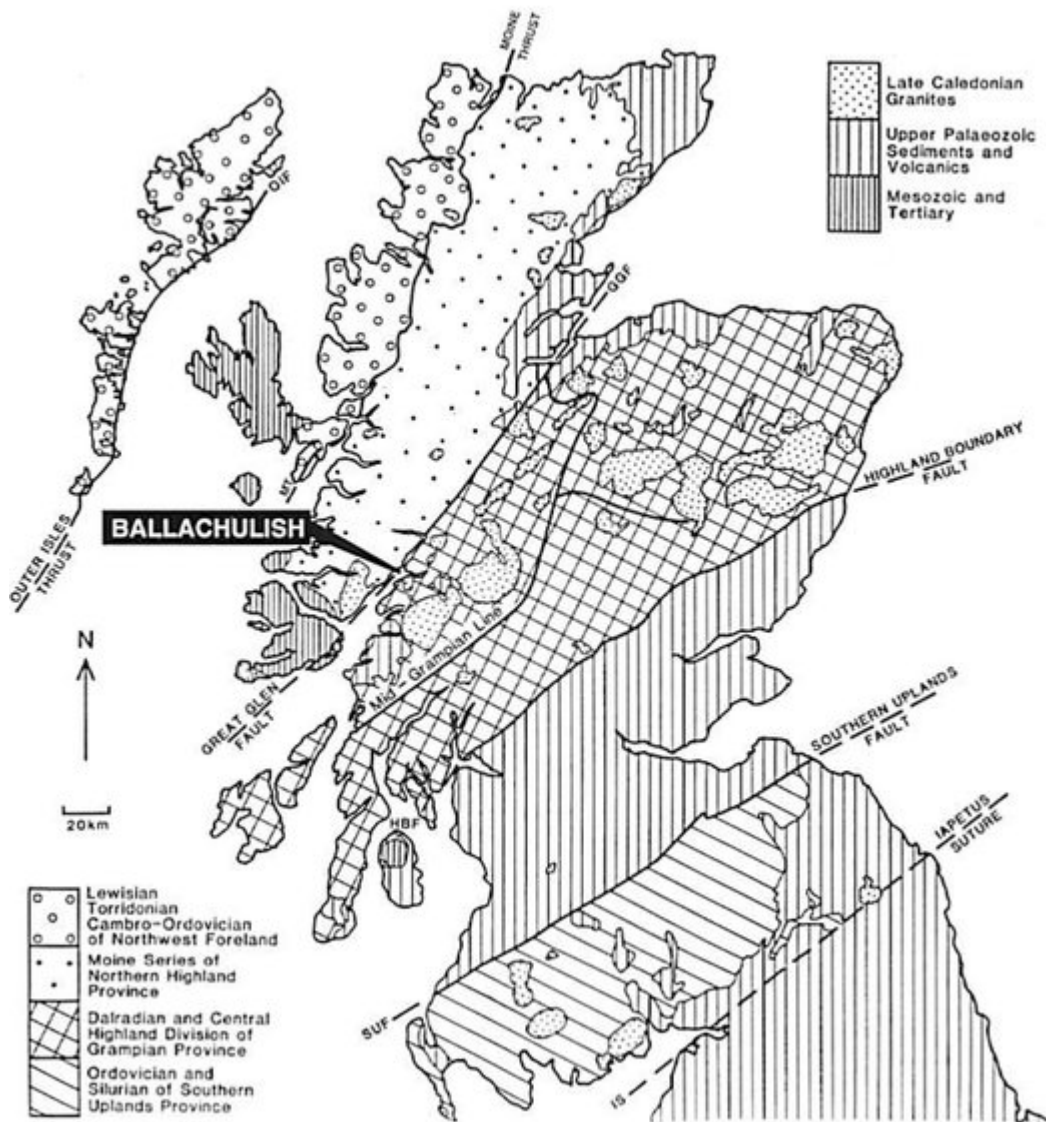 MOINE
THRUST
Late Caledonian
Granites
Upper Palaeozoic
Sediments and
Volcanics
Mesozoic and
Tertiary
OIF
GGF
HIGHLAND BOUNDARY
FAULT
MT
BALLACHULISH
OUTER ISLES
THRUST
N
Mid-Grampian Line
GREAT GLEN
FAULT
SOUTHERN UPLANDS
FAULT
20km
HBF
IAPETUS
SUTURE
Lewisian
Torridonian
Cambro-Ordovician
of Northwest Foreland
Moine Series of
Northern Highland
Province
Dalradian and Central
Highland Division of
Grampian Province
Ordovician and
Silurian of Southern
Uplands Province
SUF
IS